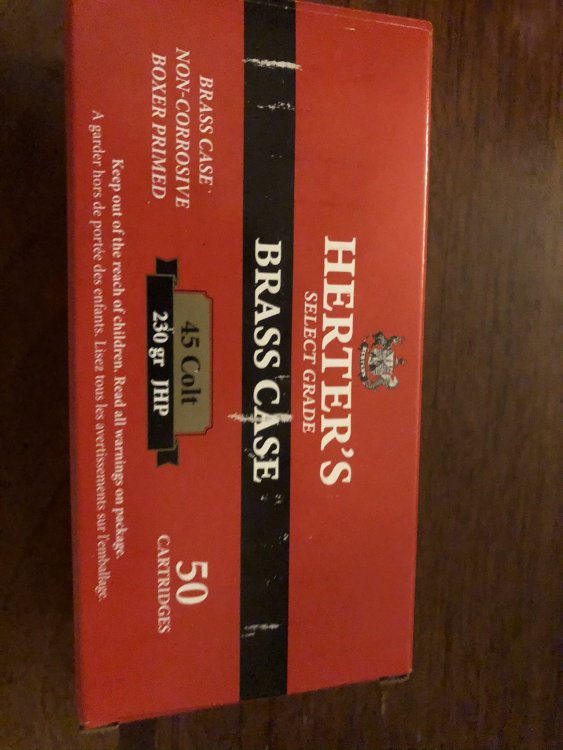 HERTER'S
SELECT GRADE
BRASS CASE
BRASS CASE
NON-CORROSIVE
BOXER PRIMED
45 Colt
230 gr JHP
50
CARTRIDGES
Keep out of the reach of children. Read all warnings on package.
A garder hors de portée des enfants. Lisez tous les avertissements sur l'emballage.